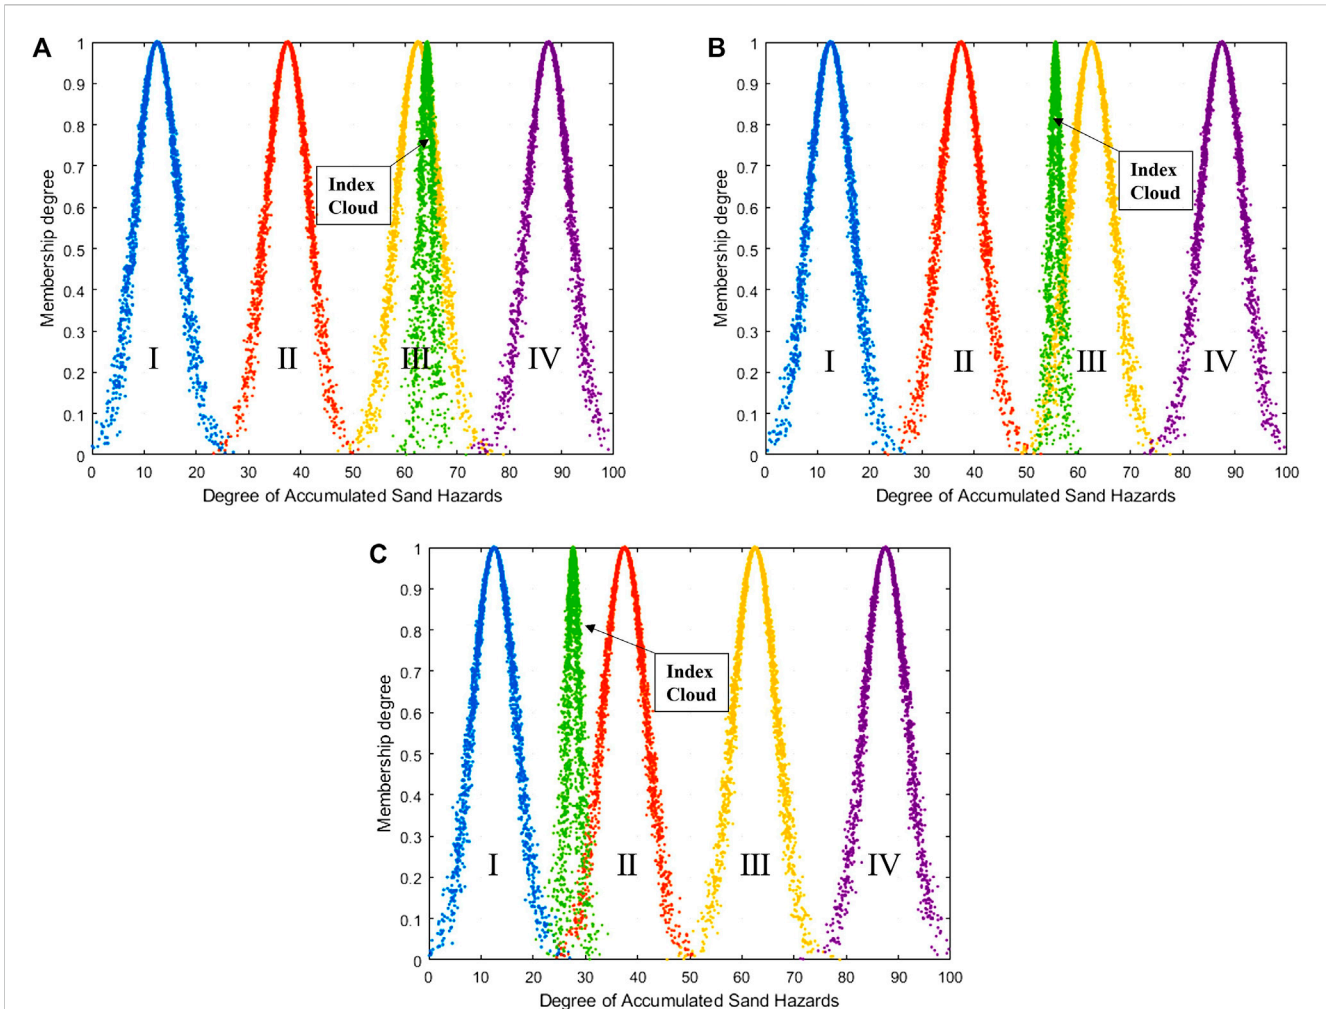 A
1
0.9
0.8
0.7
0.6
0.5
0.4
0.3
0.2
0.1
0
Membership degree
Index
Cloud
I II III IV
0 10 20 30 40 50 60 70 80 90 100
Degree of Accumulated Sand Hazards
B
1
0.9
0.8
0.7
0.6
0.5
0.4
0.3
0.2
0.1
0
Membership degree
Index
Cloud
I II III IV
0 10 20 30 40 50 60 70 80 90 100
Degree of Accumulated Sand Hazards
C
1
0.9
0.8
0.7
0.6
0.5
0.4
0.3
0.2
0.1
0
Membership degree
Index
Cloud
I II III IV
0 10 20 30 40 50 60 70 80 90 100
Degree of Accumulated Sand Hazards